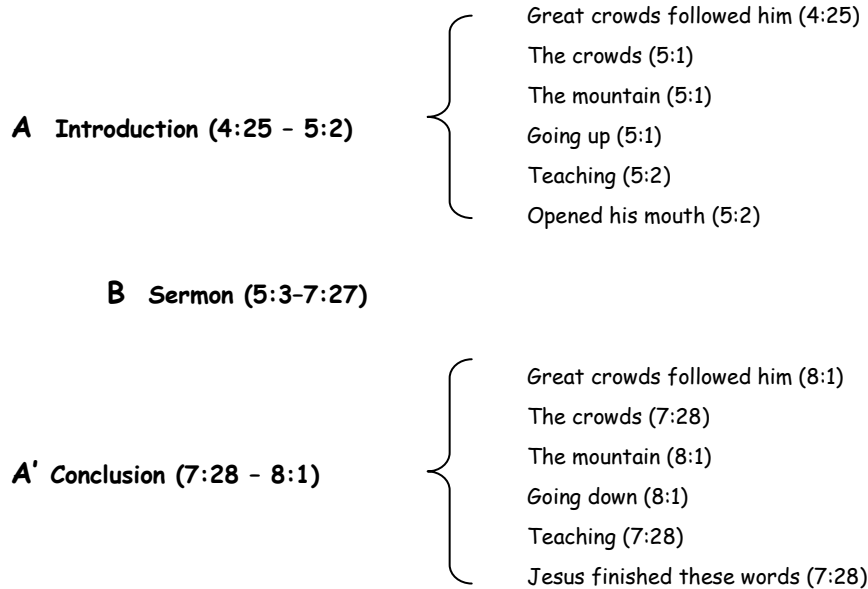 Great crowds followed him (4:25)
The crowds (5:1)
The mountain (5:1)
A Introduction (4:25 – 5:2)
Going up (5:1)
Teaching (5:2)
Opened his mouth (5:2)
B Sermon (5:3–7:27)
Great crowds followed him (8:1)
The crowds (7:28)
The mountain (8:1)
A' Conclusion (7:28 – 8:1)
Going down (8:1)
Teaching (7:28)
Jesus finished these words (7:28)